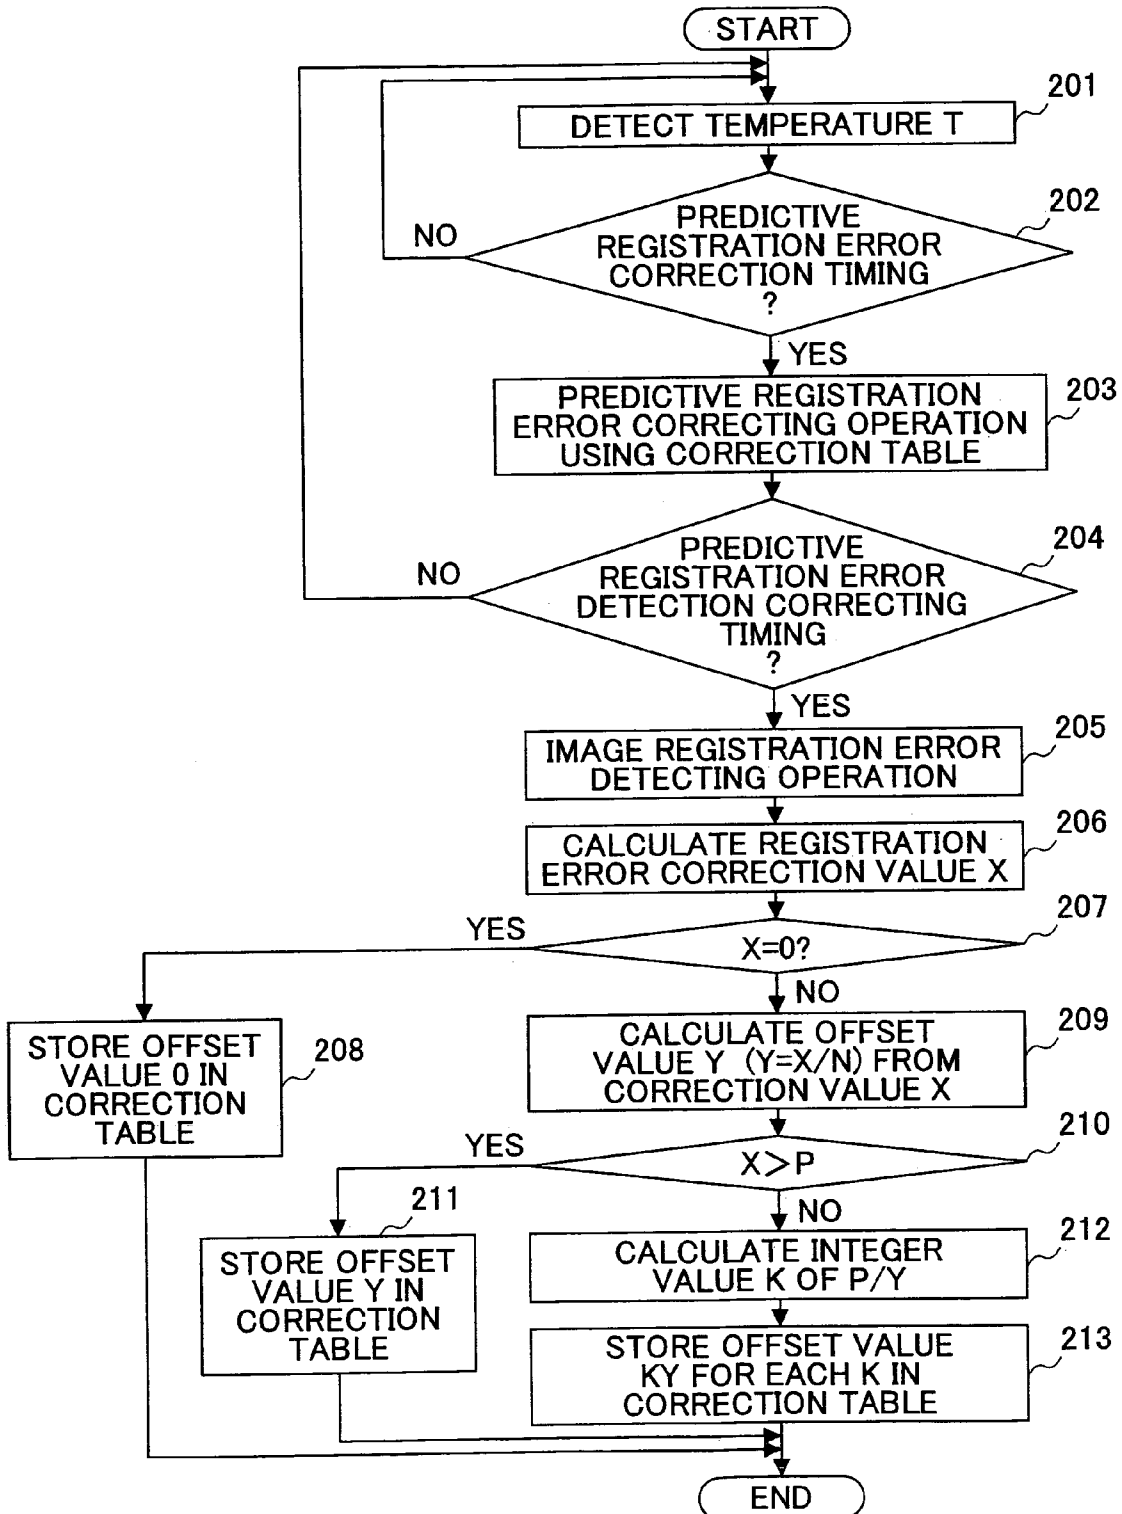 START
201
DETECT TEMPERATURE T
202
PREDICTIVE
REGISTRATION ERROR
CORRECTION TIMING
?
NO
YES
203
PREDICTIVE REGISTRATION
ERROR CORRECTING OPERATION
USING CORRECTION TABLE
204
PREDICTIVE
REGISTRATION ERROR
DETECTION CORRECTING
TIMING
?
NO
YES
205
IMAGE REGISTRATION ERROR
DETECTING OPERATION
206
CALCULATE REGISTRATION
ERROR CORRECTION VALUE X
207
X=0?
YES
NO
208
STORE OFFSET
VALUE 0 IN
CORRECTION
TABLE
209
CALCULATE OFFSET
VALUE Y (Y=X/N) FROM
CORRECTION VALUE X
210
X>P
YES
NO
211
STORE OFFSET
VALUE Y IN
CORRECTION
TABLE
212
CALCULATE INTEGER
VALUE K OF P/Y
213
STORE OFFSET VALUE
KY FOR EACH K IN
CORRECTION TABLE
END